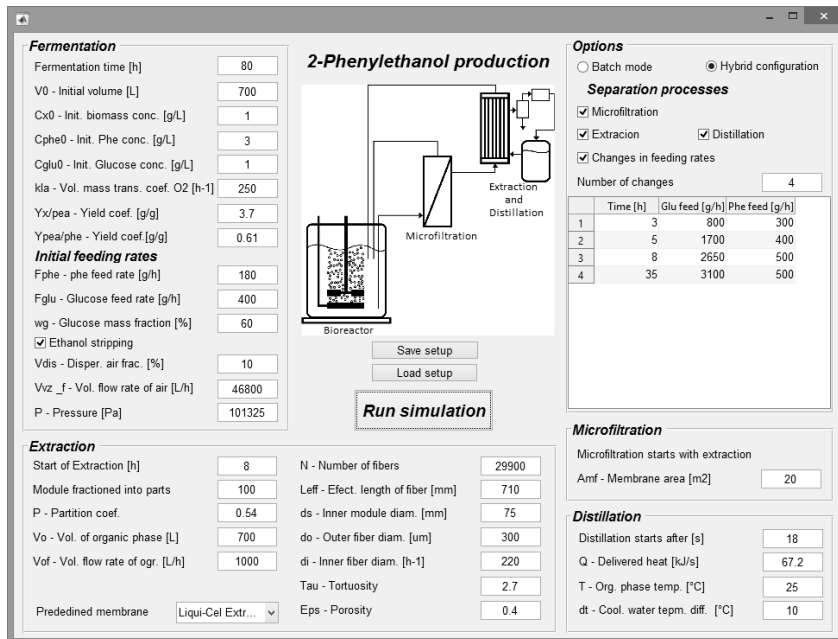 Fermentation
Fermentation time [h] 80
V0 - Initial volume [L] 700
Cx0 - Init. biomass conc. [g/L] 1
Cphe0 - Init. Phe conc. [g/L] 3
Cglu0 - Init. Glucose conc. [g/L] 1
kla - Vol. mass trans. coef. O2 [h-1] 250
Yx/pea - Yield coef. [g/g] 3.7
Ypea/phe - Yield coef.[g/g] 0.61
Initial feeding rates
Fphe - phe feed rate [g/h] 180
Fglu - Glucose feed rate [g/h] 400
wg - Glucose mass fraction [%] 60
Ethanol stripping
Vdis - Disper. air frac. [%] 10
Vvz _f - Vol. flow rate of air [L/h] 46800
P - Pressure [Pa] 101325
2-Phenylethanol production
Extraction
and
Distillation
Microfiltration
Bioreactor
Save setup
Load setup
Run simulation
Options
Batch mode Hybrid configuration
Separation processes
Microfiltration
Extracion Distillation
Changes in feeding rates
Number of changes 4
Time [h] Glu feed [g/h] Phe feed [g/h]
1 3 800 300
2 5 1700 400
3 8 2650 500
4 35 3100 500
Microfiltration
Microfiltration starts with extraction
Amf - Membrane area [m2] 20
Extraction
Start of Extraction [h] 8
Module fractioned into parts 100
P - Partition coef. 0.54
Vo - Vol. of organic phase [L] 700
Vof - Vol. flow rate of ogr. [L/h] 1000
Predefined membrane Liqui-Cel Extr...
N - Number of fibers 29900
Leff - Efect. length of fiber [mm] 710
ds - Inner module diam. [mm] 75
do - Outer fiber diam. [um] 300
di - Inner fiber diam. [h-1] 220
Tau - Tortuosity 2.7
Eps - Porosity 0.4
Distillation
Distillation starts after [s] 18
Q - Delivered heat [kJ/s] 67.2
T - Org. phase temp. [°C] 25
dt - Cool. water tepm. diff. [°C] 10